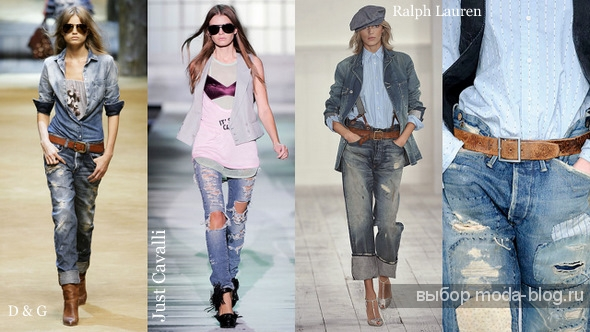 Ralph Lauren
Just Cavalli
D & G
выбор moda-blog.ru